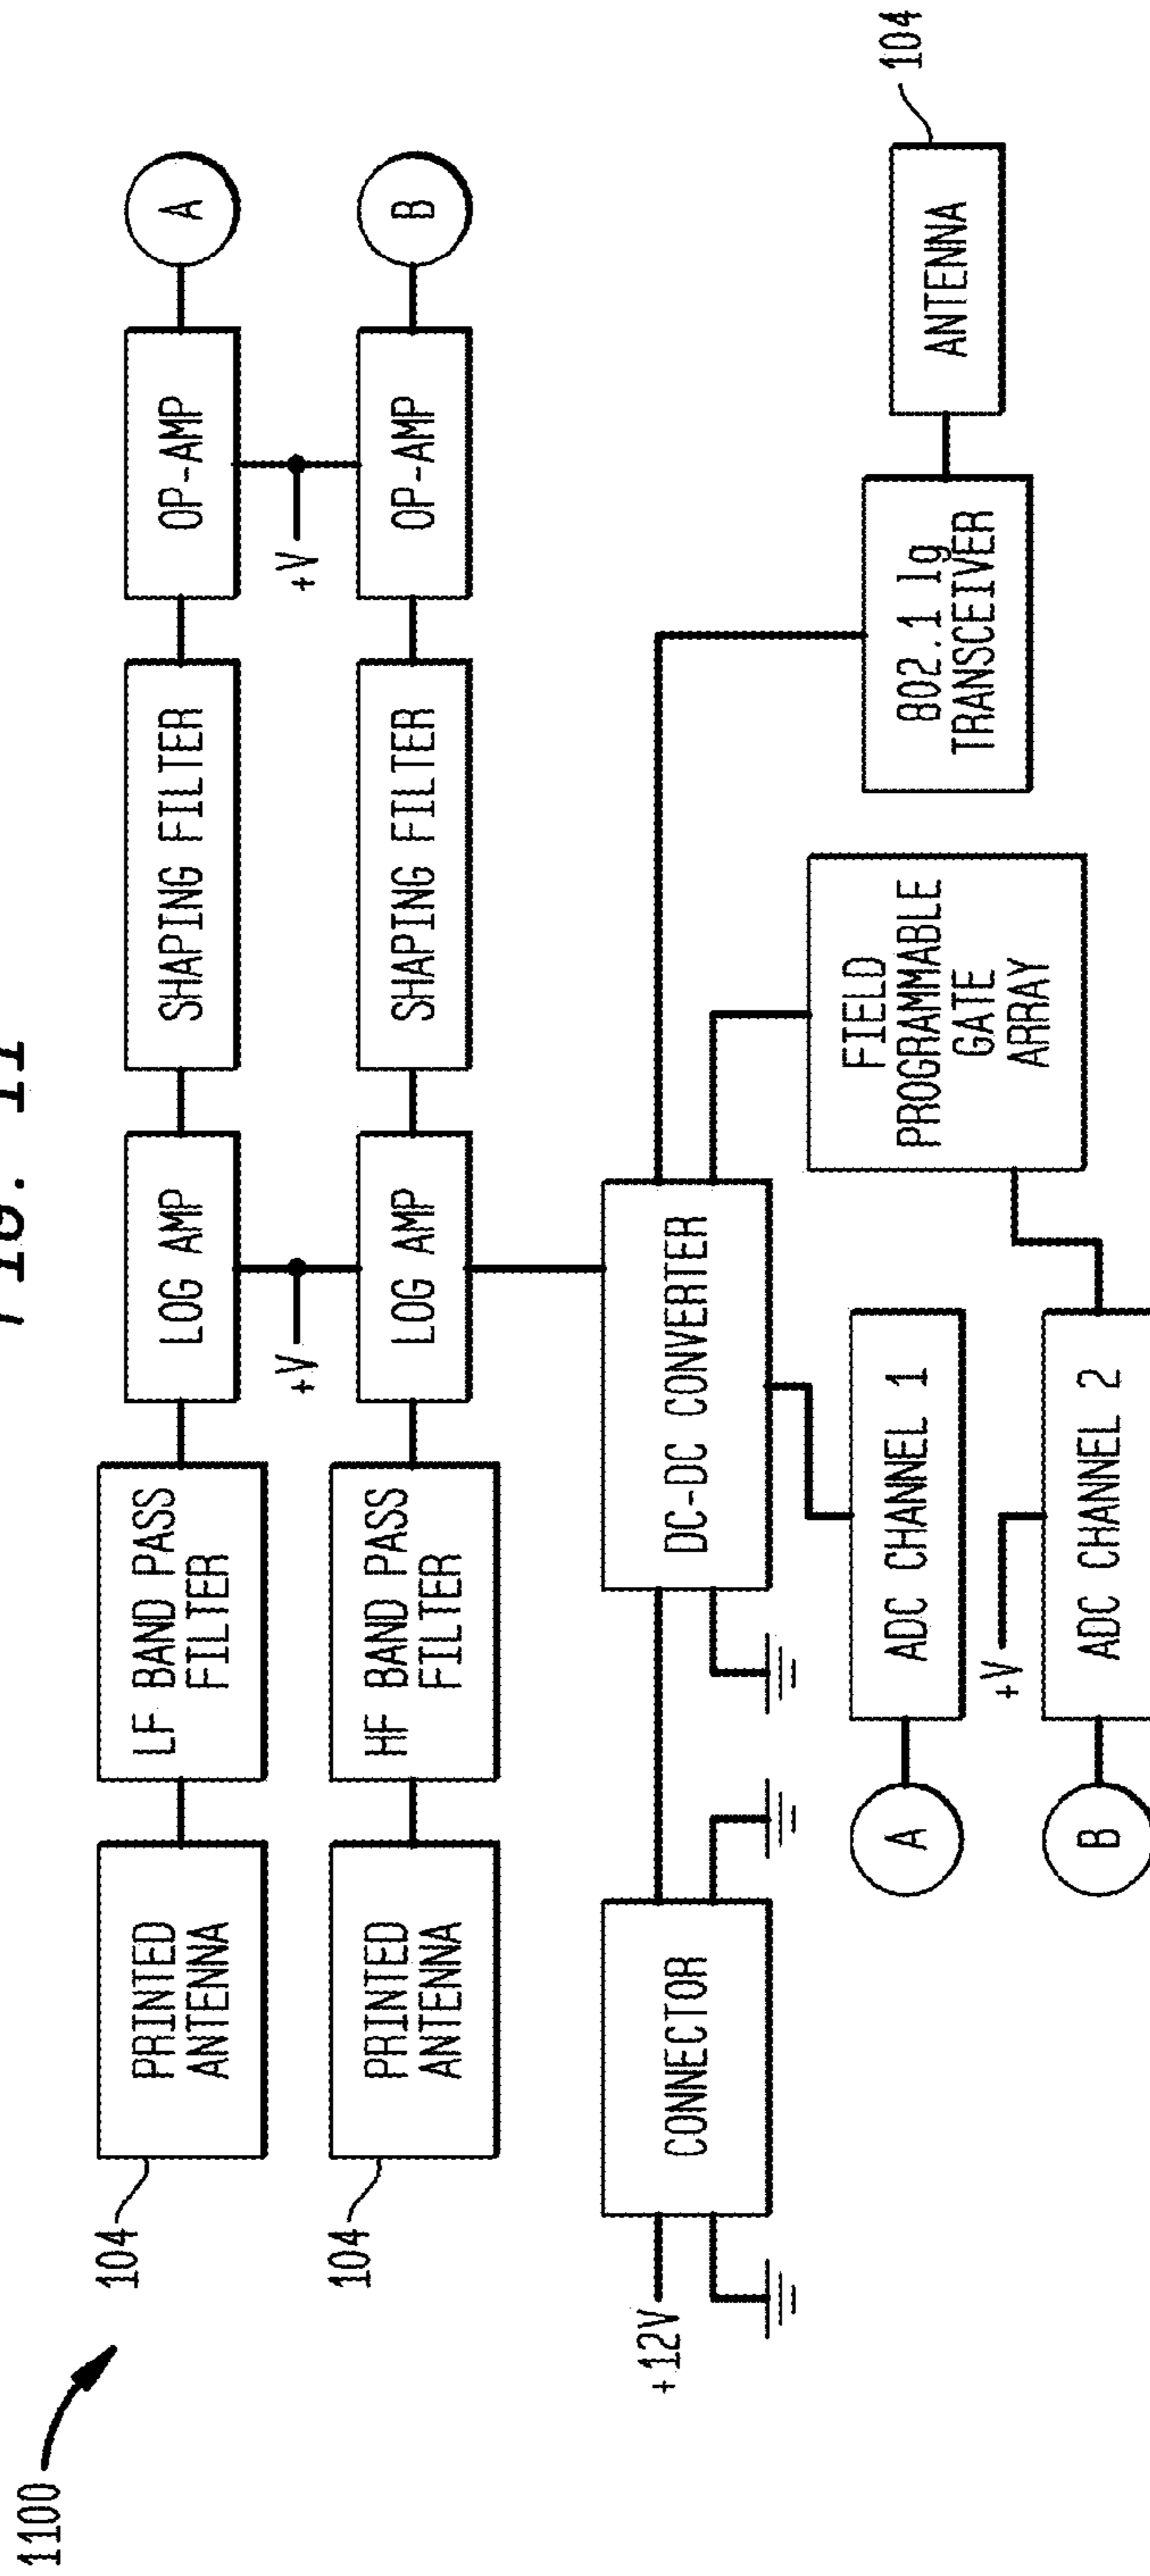 FIG. 11
1100
104
PRINTED
ANTENNA
LF BAND PASS
FILTER
LOG AMP
SHAPING FILTER
OP-AMP
A
+V
+V
104
PRINTED
ANTENNA
HF BAND PASS
FILTER
LOG AMP
SHAPING FILTER
OP-AMP
B
+12V
CONNECTOR
DC-DC CONVERTER
802.1 1g
TRANSCEIVER
ANTENNA
104
FIELD
PROGRAMMABLE
GATE
ARRAY
A
ADC CHANNEL 1
+V
B
ADC CHANNEL 2